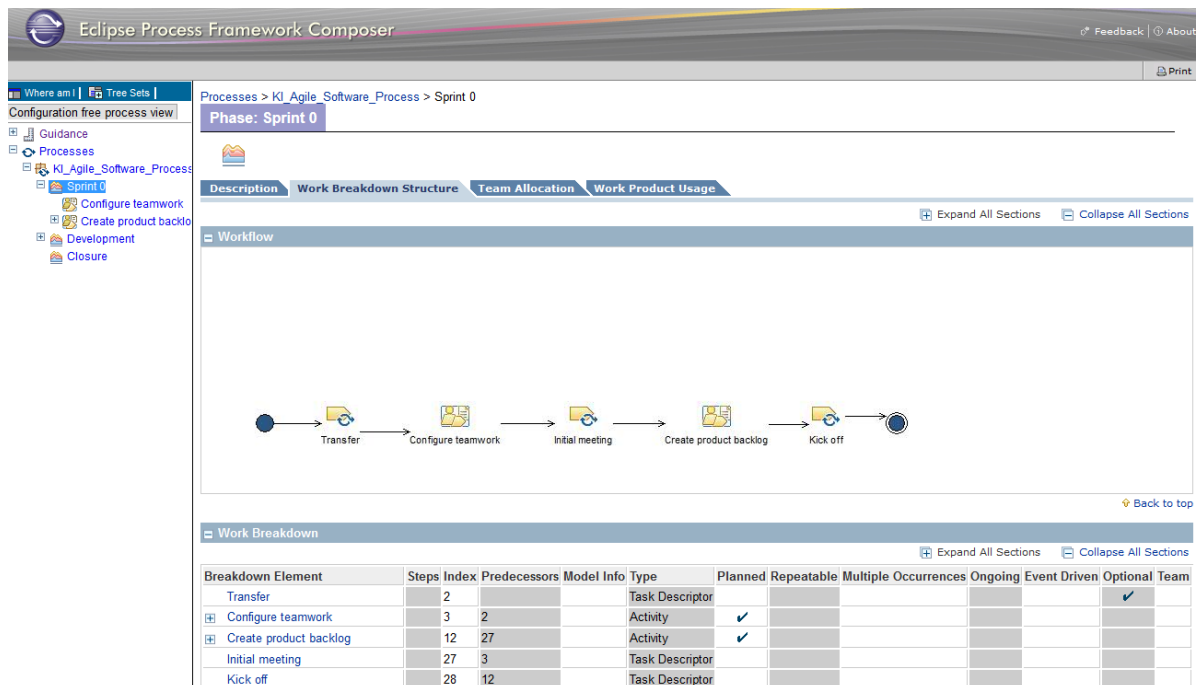 Eclipse Process Framework Composer
Feedback About
Print
Where am I Tree Sets
Configuration free process view
Guidance
Processes
KI_Agile_Software_Process
Sprint 0
Configure teamwork
Create product backlo
Development
Closure
Processes > KI_Agile_Software_Process > Sprint 0
Phase: Sprint 0
Description Work Breakdown Structure Team Allocation Work Product Usage
Expand All Sections Collapse All Sections
Workflow
Transfer Configure teamwork Initial meeting Create product backlog Kick off
Back to top
Work Breakdown
Expand All Sections Collapse All Sections
Breakdown Element Steps Index Predecessors Model Info Type Planned Repeatable Multiple Occurrences Ongoing Event Driven Optional Team
Transfer 2 Task Descriptor ✔
Configure teamwork 3 2 Activity ✔
Create product backlog 12 27 Activity ✔
Initial meeting 27 3 Task Descriptor
Kick off 28 12 Task Descriptor